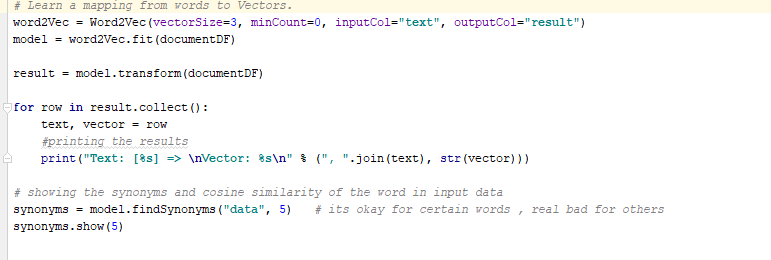 # Learn a mapping from words to Vectors.
word2Vec = Word2Vec(vectorSize=3, minCount=0, inputCol="text", outputCol="result")
model = word2Vec.fit(documentDF)
result = model.transform(documentDF)
for row in result.collect():
    text, vector = row
    #printing the results
    print("Text: [%s] => \nVector: %s\n" % (", ".join(text), str(vector)))
# showing the synonyms and cosine similarity of the word in input data
synonyms = model.findSynonyms("data", 5)   # its okay for certain words , real bad for others
synonyms.show(5)